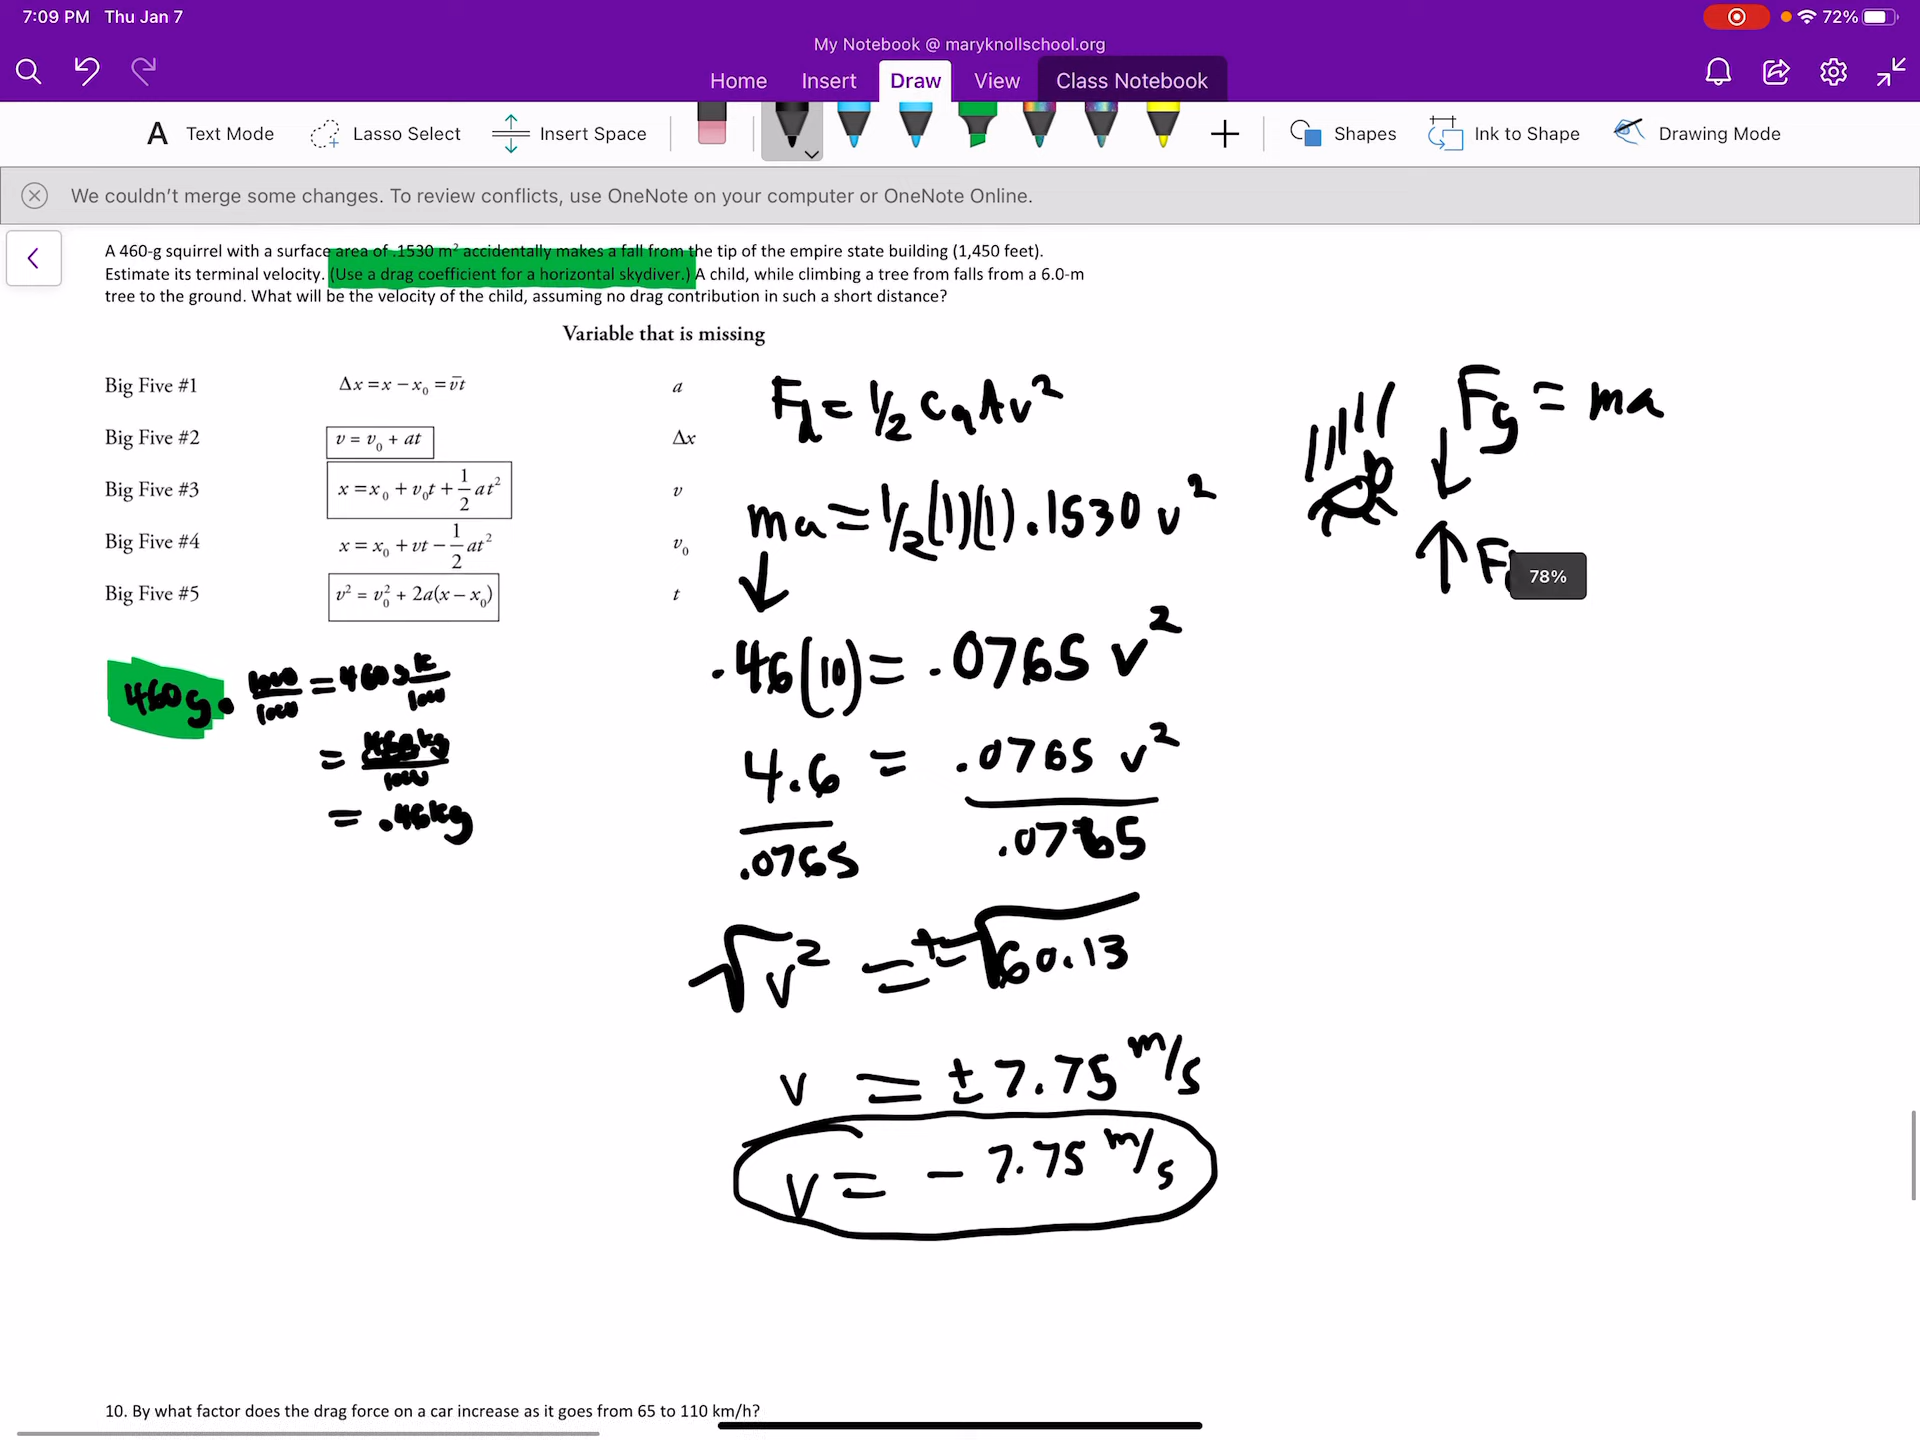 7:09 PM Thu Jan 7
72%
My Notebook @ maryknollschool.org
Home Insert Draw View Class Notebook
A Text Mode Lasso Select Insert Space Shapes Ink to Shape Drawing Mode
We couldn't merge some changes. To review conflicts, use OneNote on your computer or OneNote Online.
A 460-g squirrel with a surface area of .1530 m² accidentally makes a fall from the tip of the empire state building (1,450 feet).
Estimate its terminal velocity. (Use a drag coefficient for a horizontal skydiver.) A child, while climbing a tree from falls from a 6.0-m
tree to the ground. What will be the velocity of the child, assuming no drag contribution in such a short distance?
Variable that is missing
Big Five #1 Δx = x − x₀ = v̄t a
Big Five #2 v = v₀ + at Δx
Big Five #3 x = x₀ + v₀t + 1/2 at² v
Big Five #4 x = x₀ + vt − 1/2 at² v₀
Big Five #5 v² = v₀² + 2a(x − x₀) t
460g · 1000/1000 = 460g k/1000
= 460kg/1000
= .46kg
Fd = 1/2 C q A v²
ma = 1/2 (1)(1) .1530 v²
↓
.46(10) = .0765 v²
4.6 = .0765 v²
.0765 .0765
√v² = ±√60.13
v = ± 7.75 m/s
v = − 7.75 m/s
Fg = ma
↓
↑ F
78%
10. By what factor does the drag force on a car increase as it goes from 65 to 110 km/h?